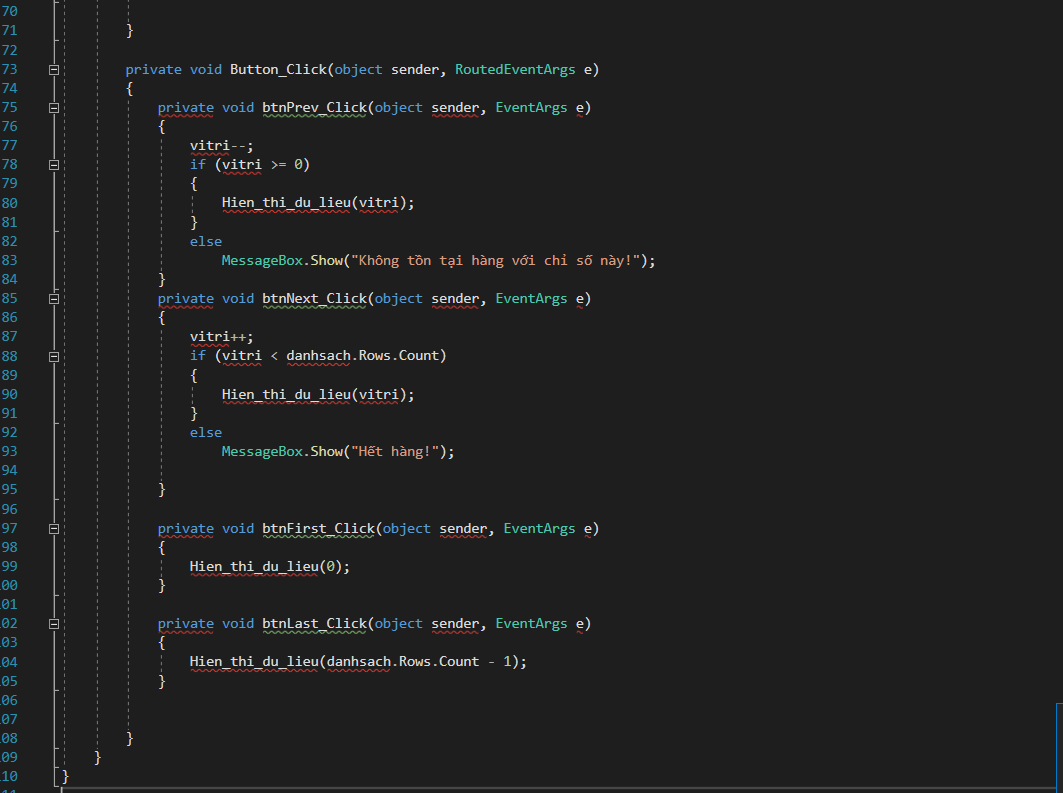 70
71 }
72
73 private void Button_Click(object sender, RoutedEventArgs e)
74 {
75 private void btnPrev_Click(object sender, EventArgs e)
76 {
77 vitri--;
78 if (vitri >= 0)
79 {
80 Hien_thi_du_lieu(vitri);
81 }
82 else
83 MessageBox.Show("Không tồn tại hàng với chỉ số này!");
84 }
85 private void btnNext_Click(object sender, EventArgs e)
86 {
87 vitri++;
88 if (vitri < danhsach.Rows.Count)
89 {
90 Hien_thi_du_lieu(vitri);
91 }
92 else
93 MessageBox.Show("Hết hàng!");
94
95 }
96
97 private void btnFirst_Click(object sender, EventArgs e)
98 {
99 Hien_thi_du_lieu(0);
00 }
01
02 private void btnLast_Click(object sender, EventArgs e)
03 {
04 Hien_thi_du_lieu(danhsach.Rows.Count - 1);
05 }
06
07
08 }
09 }
10 }